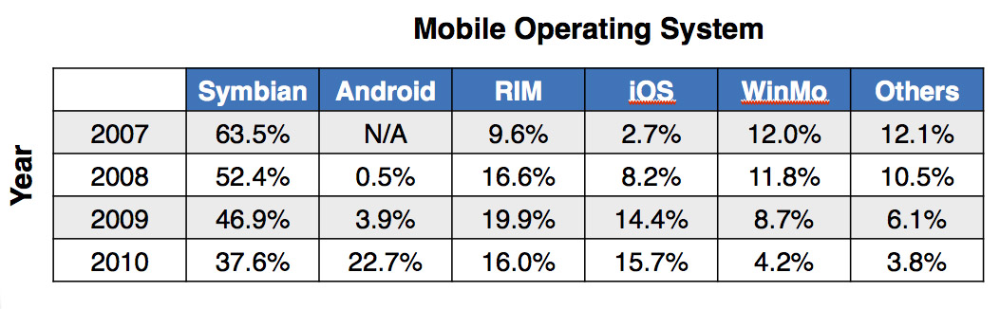 Mobile Operating System
Symbian Android RIM iOS WinMo Others
Year
2007 63.5% N/A 9.6% 2.7% 12.0% 12.1%
2008 52.4% 0.5% 16.6% 8.2% 11.8% 10.5%
2009 46.9% 3.9% 19.9% 14.4% 8.7% 6.1%
2010 37.6% 22.7% 16.0% 15.7% 4.2% 3.8%